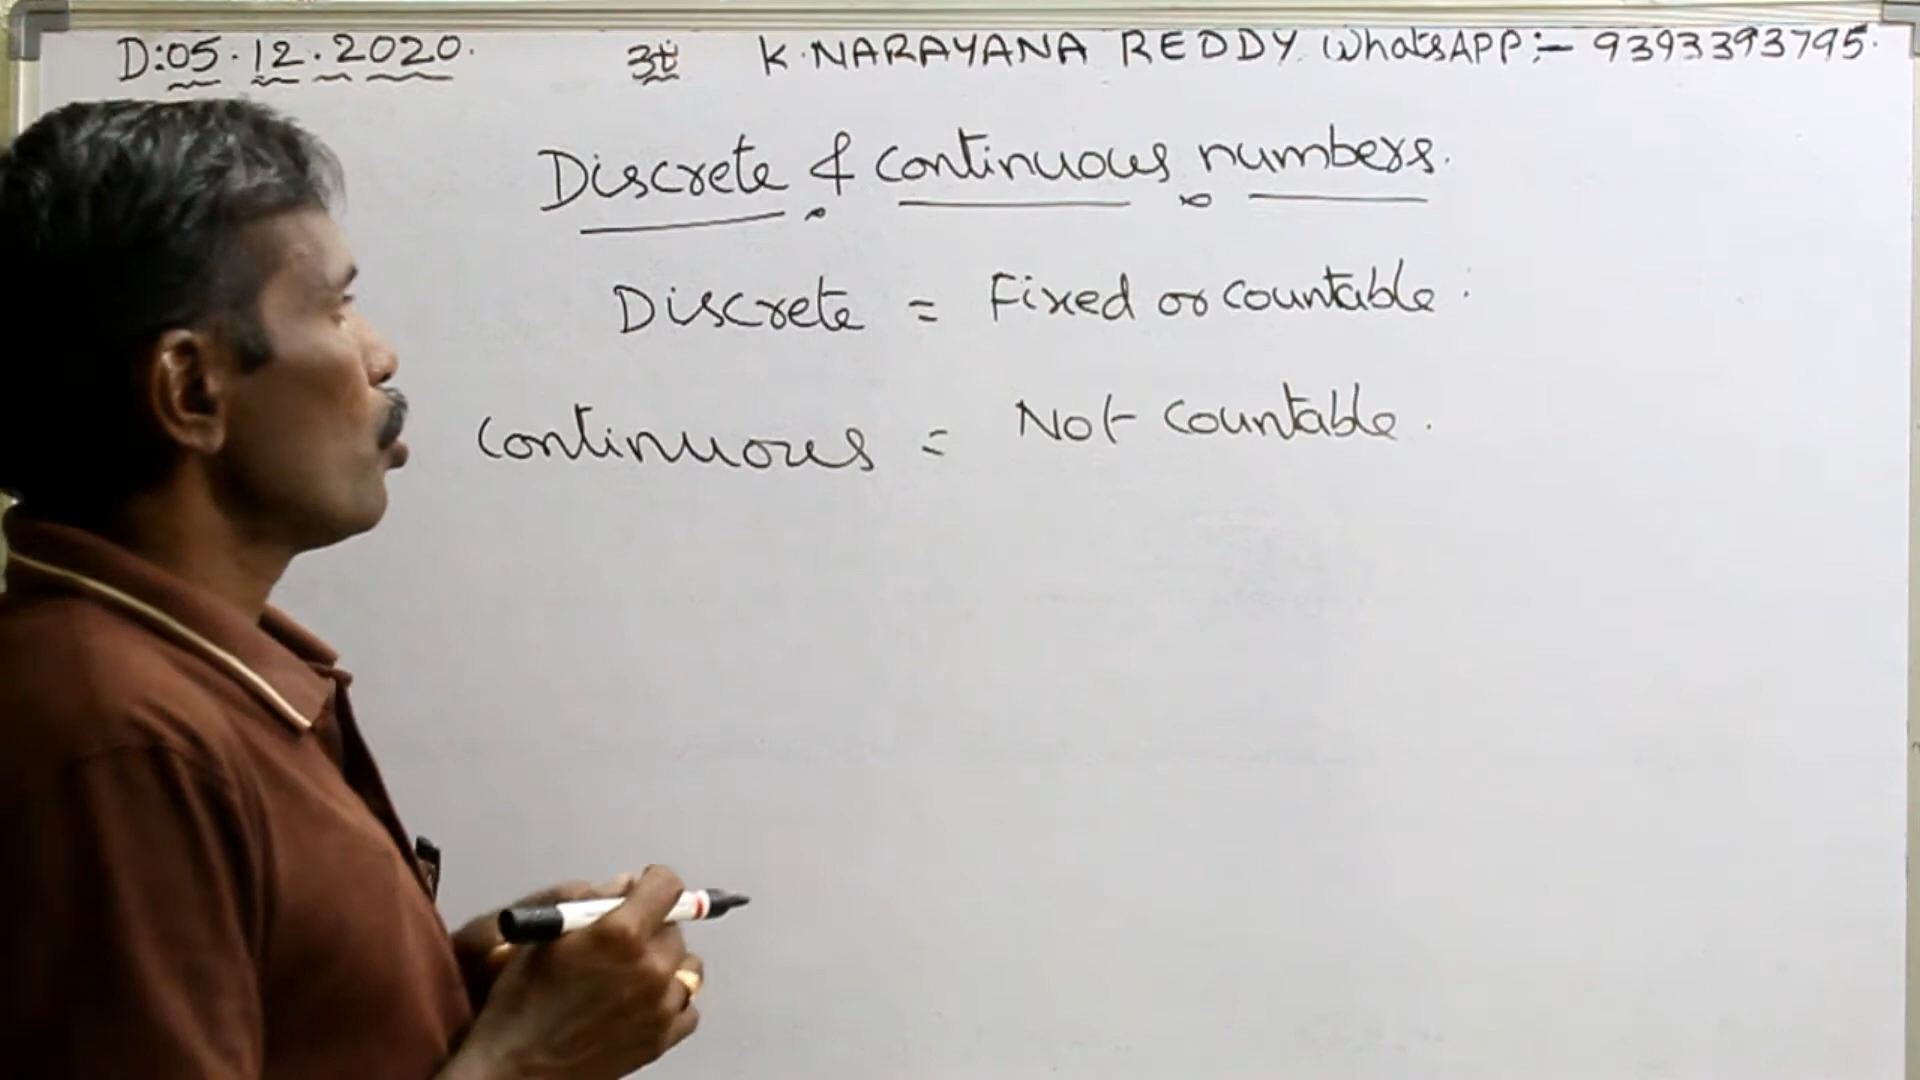 D:05.12.2020. K.NARAYANA REDDY WhatsAPP:- 9393393795.
Discrete & continuous numbers.
Discrete = Fixed or countable.
continuous = Not countable.